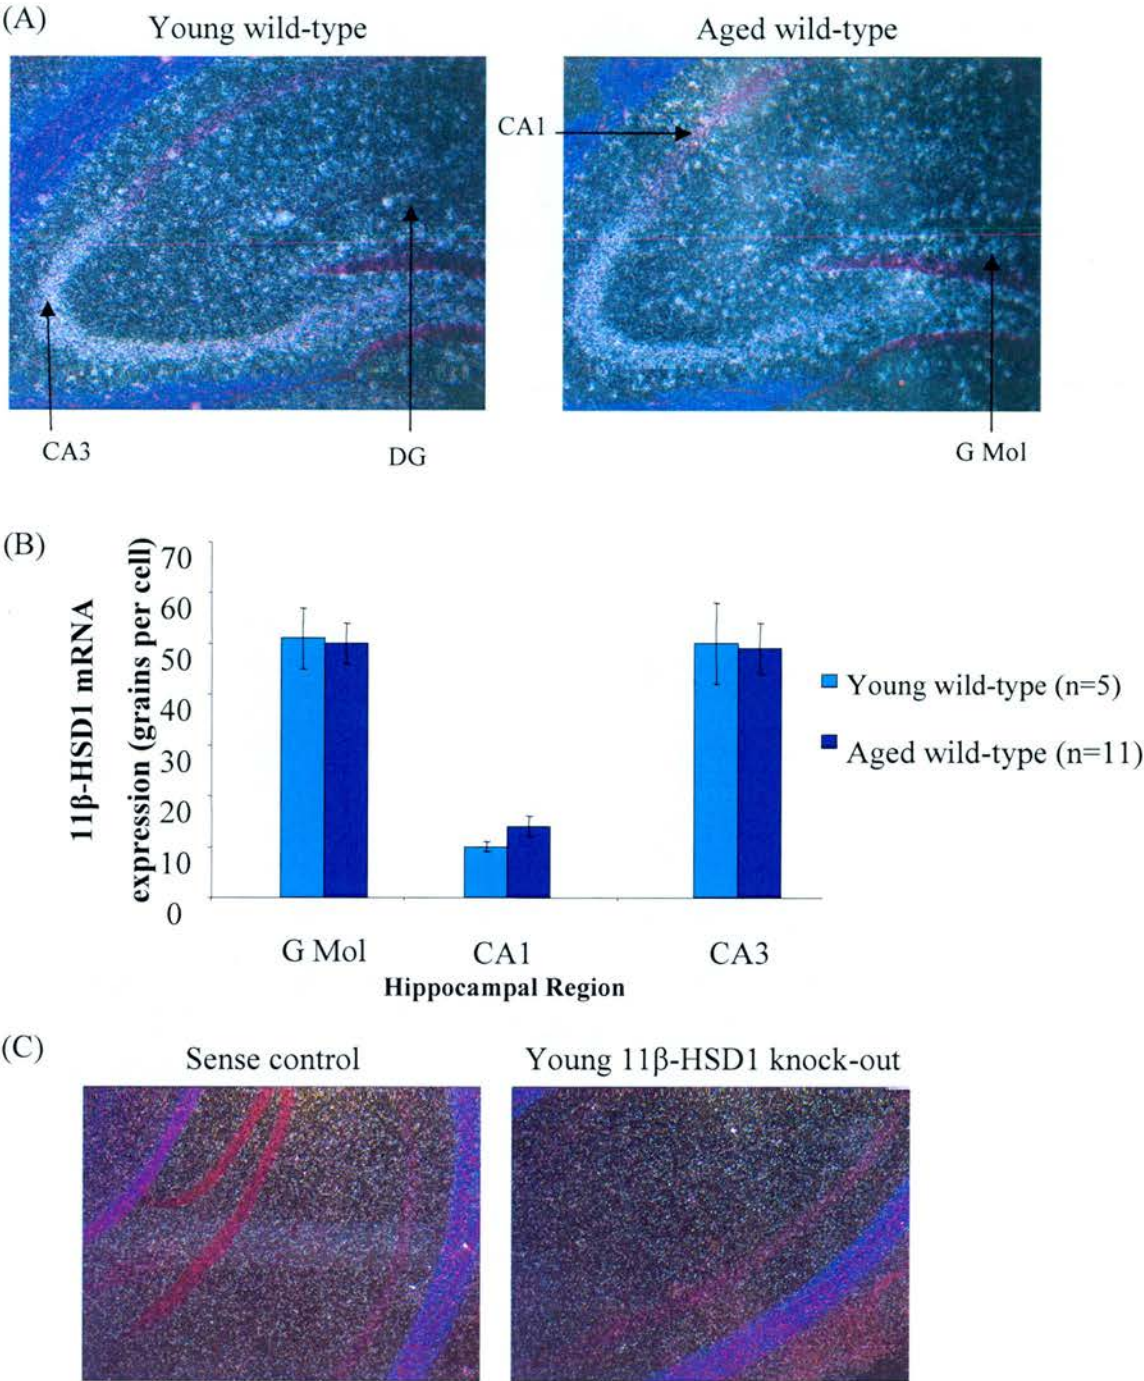 (A)
Young wild-type
Aged wild-type
CA1
CA3
DG
G Mol
(B)
11β-HSD1 mRNA
expression (grains per cell)
70
60
50
40
30
20
10
0
G Mol
CA1
CA3
Hippocampal Region
Young wild-type (n=5)
Aged wild-type (n=11)
(C)
Sense control
Young 11β-HSD1 knock-out